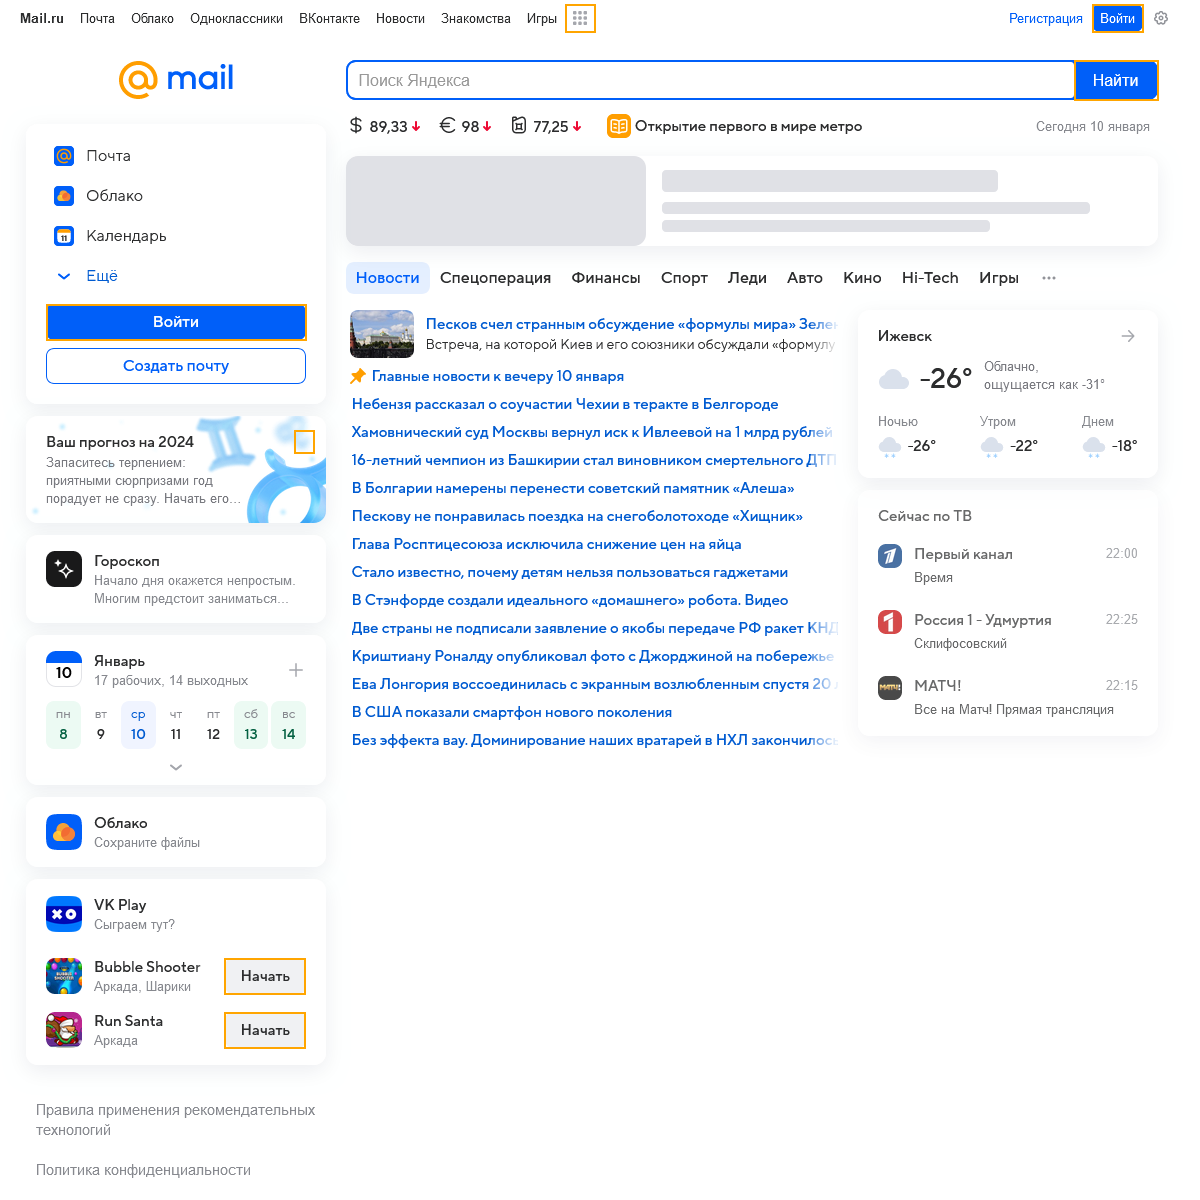 Mail.ru Почта Облако Одноклассники ВКонтакте Новости Знакомства Игры Регистрация Войти
mail
Поиск Яндекса Найти
$ 89,33 € 98 77,25 Открытие первого в мире метро Сегодня 10 января
Почта
Облако
11 Календарь
Ещё
Войти
Создать почту
Ваш прогноз на 2024
Запаситесь терпением:
приятными сюрпризами год
порадует не сразу. Начать его...
Гороскоп
Начало дня окажется непростым.
Многим предстоит заниматься...
10 Январь
17 рабочих, 14 выходных
пн вт ср чт пт сб вс
8 9 10 11 12 13 14
Облако
Сохраните файлы
VK Play
Сыграем тут?
Bubble Shooter
Аркада, Шарики
Начать
Run Santa
Аркада
Начать
Правила применения рекомендательных
технологий
Политика конфиденциальности
Новости Спецоперация Финансы Спорт Леди Авто Кино Hi-Tech Игры
Песков счел странным обсуждение «формулы мира» Зелен
Встреча, на которой Киев и его союзники обсуждали «формулу
Главные новости к вечеру 10 января
Небензя рассказал о соучастии Чехии в теракте в Белгороде
Хамовнический суд Москвы вернул иск к Ивлеевой на 1 млрд рублей
16-летний чемпион из Башкирии стал виновником смертельного ДТП
В Болгарии намерены перенести советский памятник «Алеша»
Пескову не понравилась поездка на снегоболотоходе «Хищник»
Глава Росптицесоюза исключила снижение цен на яйца
Стало известно, почему детям нельзя пользоваться гаджетами
В Стэнфорде создали идеального «домашнего» робота. Видео
Две страны не подписали заявление о якобы передаче РФ ракет КНД
Криштиану Роналду опубликовал фото с Джорджиной на побережье
Ева Лонгория воссоединилась с экранным возлюбленным спустя 20 л
В США показали смартфон нового поколения
Без эффекта вау. Доминирование наших вратарей в НХЛ закончилось
Ижевск
-26°
Облачно,
ощущается как -31°
Ночью Утром Днем
-26° -22° -18°
Сейчас по ТВ
Первый канал 22:00
Время
Россия 1 - Удмуртия 22:25
Склифосовский
МАТЧ! МАТЧ! 22:15
Все на Матч! Прямая трансляция